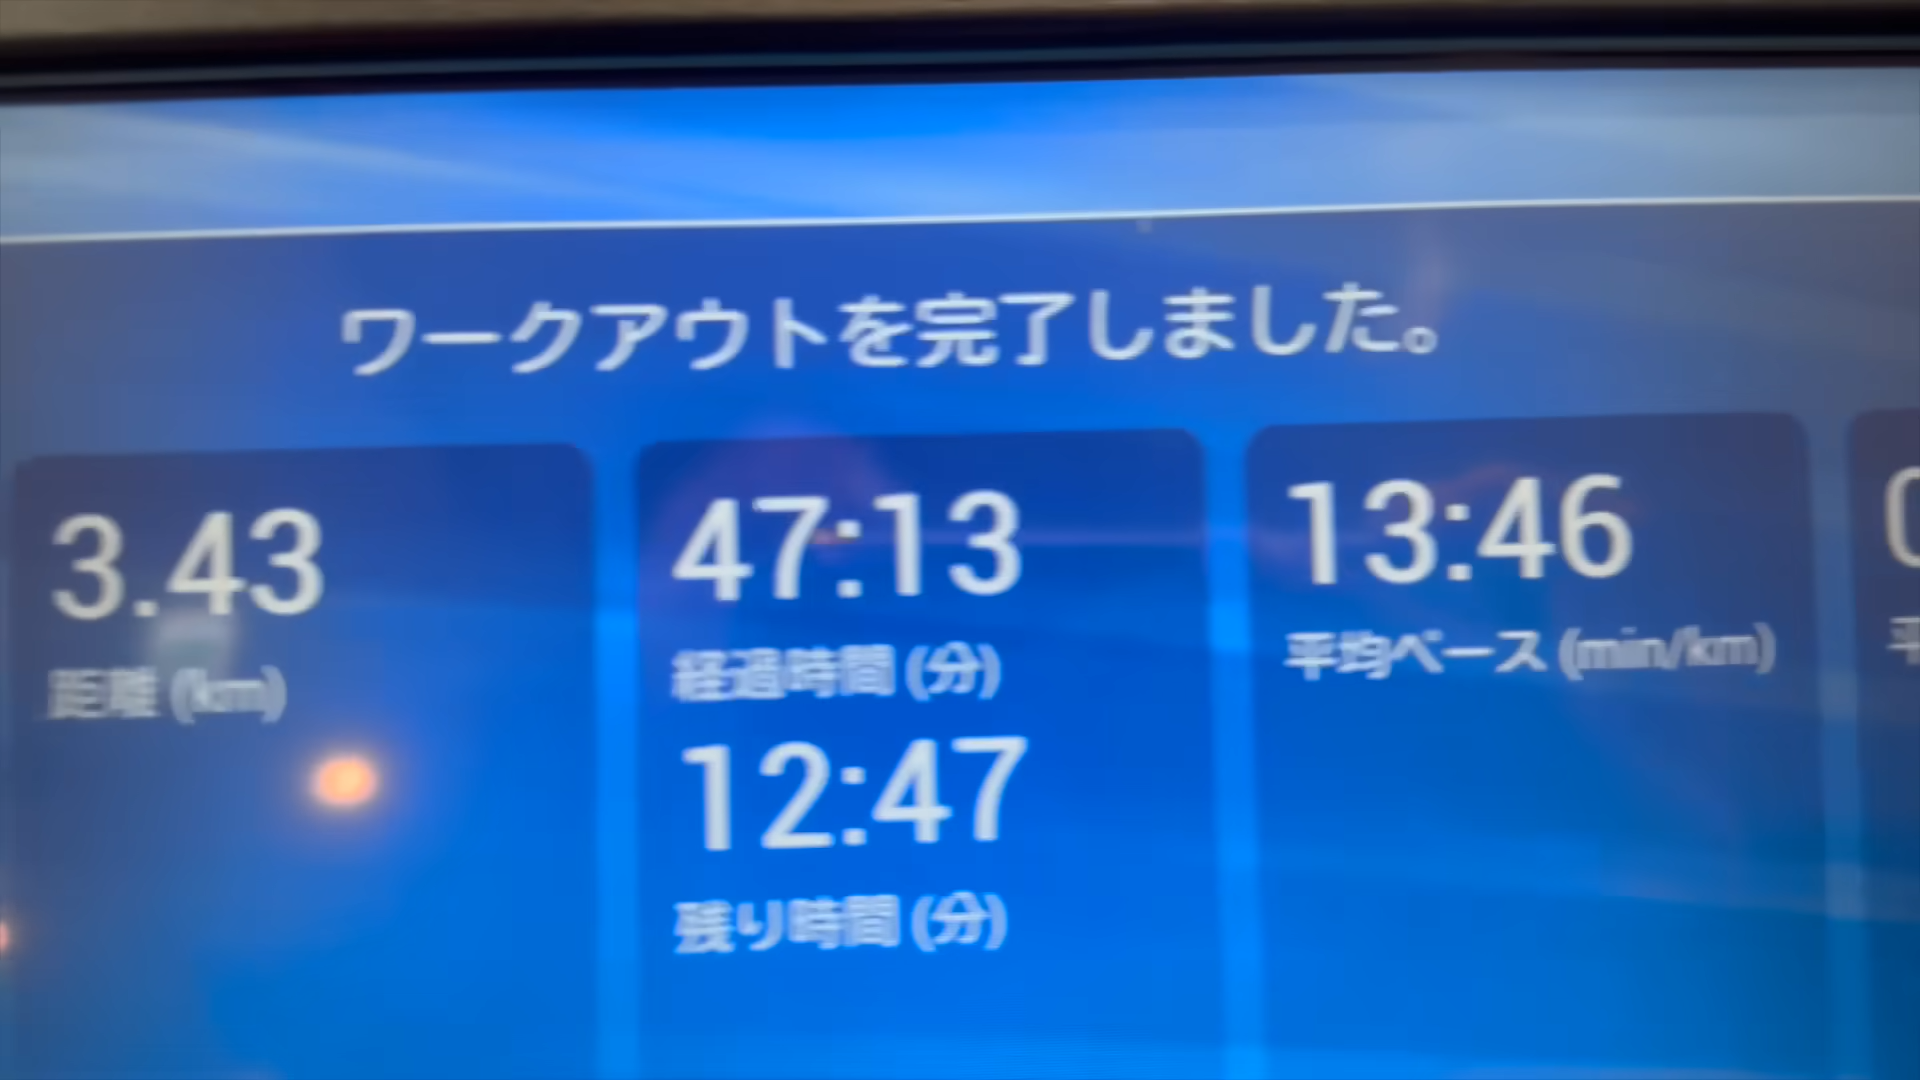 ワークアウトを完了しました。
3.43
距離 (km)
47:13
経過時間 (分)
12:47
残り時間 (分)
13:46
平均ペース (min/km)